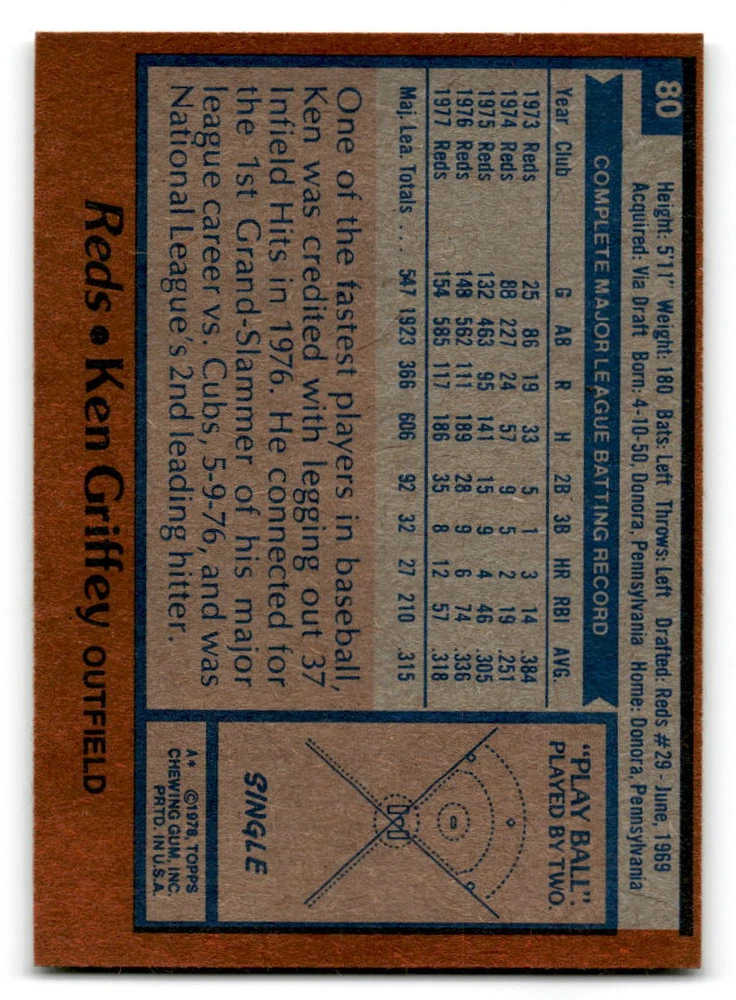 80
Height: 5'11" Weight: 180 Bats: Left Throws: Left Drafted: Reds #29 - June, 1969
Acquired: Via Draft Born: 4-10-50, Donora, Pennsylvania Home: Donora, Pennsylvania
COMPLETE MAJOR LEAGUE BATTING RECORD
Year Club G AB R H 2B 3B HR RBI AVG.
1973 Reds 25 86 19 33 5 1 3 14 .384
1974 Reds 88 227 24 57 9 5 2 19 .251
1975 Reds 132 463 95 141 15 9 4 46 .305
1976 Reds 148 562 111 189 28 9 6 74 .336
1977 Reds 154 585 117 186 35 8 12 57 .318
Maj. Lea. Totals ... 547 1923 366 606 92 32 27 210 .315
One of the fastest players in baseball,
Ken was credited with legging out 37
Infield Hits in 1976. He connected for
the 1st Grand-Slammer of his major
league career vs. Cubs, 5-9-76, and was
National League's 2nd leading hitter.
"PLAY BALL".
PLAYED BY TWO.
SINGLE
A* ©1978, TOPPS
CHEWING GUM, INC.
PRTD. IN U.S.A.
Reds • Ken Griffey OUTFIELD